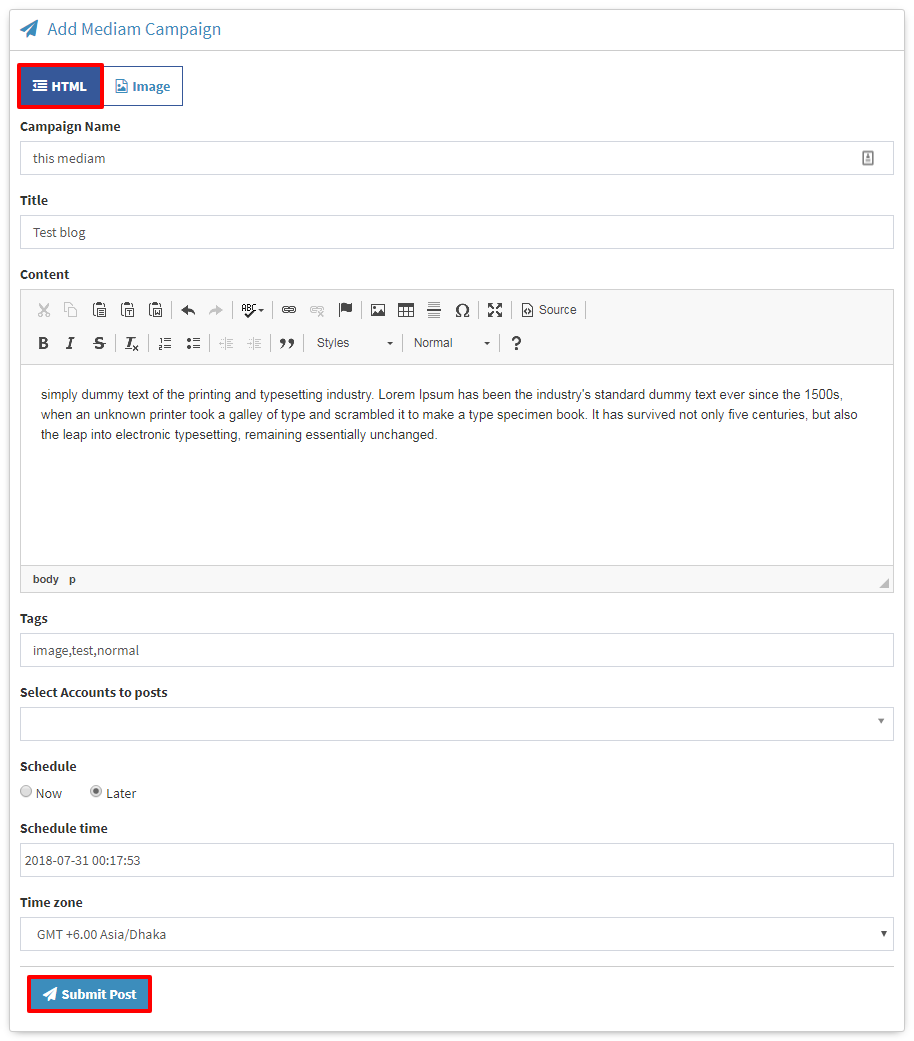 Add Mediam Campaign
HTML Image
Campaign Name
this mediam
Title
Test blog
Content
ABC Ω Source
B I S Tx Styles Normal ?
simply dummy text of the printing and typesetting industry. Lorem Ipsum has been the industry's standard dummy text ever since the 1500s,
when an unknown printer took a galley of type and scrambled it to make a type specimen book. It has survived not only five centuries, but also
the leap into electronic typesetting, remaining essentially unchanged.
body p
Tags
image,test,normal
Select Accounts to posts
Schedule
Now Later
Schedule time
2018-07-31 00:17:53
Time zone
GMT +6.00 Asia/Dhaka
Submit Post